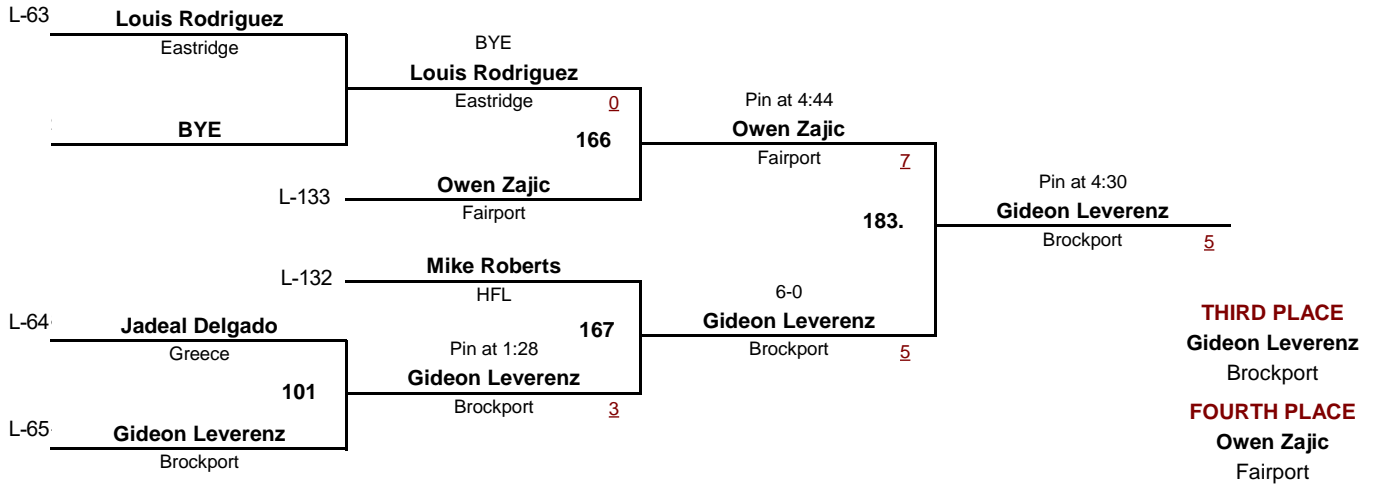 L-63
Louis Rodriguez
Eastridge
BYE
BYE
Louis Rodriguez
Eastridge 0
166
L-133
Owen Zajic
Fairport
Pin at 4:44
Owen Zajic
Fairport 7
183.
Pin at 4:30
Gideon Leverenz
Brockport 5
L-132
Mike Roberts
HFL
167
6-0
Gideon Leverenz
Brockport 5
L-64
Jadeal Delgado
Greece
101
Pin at 1:28
Gideon Leverenz
Brockport 3
L-65
Gideon Leverenz
Brockport
THIRD PLACE
Gideon Leverenz
Brockport
FOURTH PLACE
Owen Zajic
Fairport